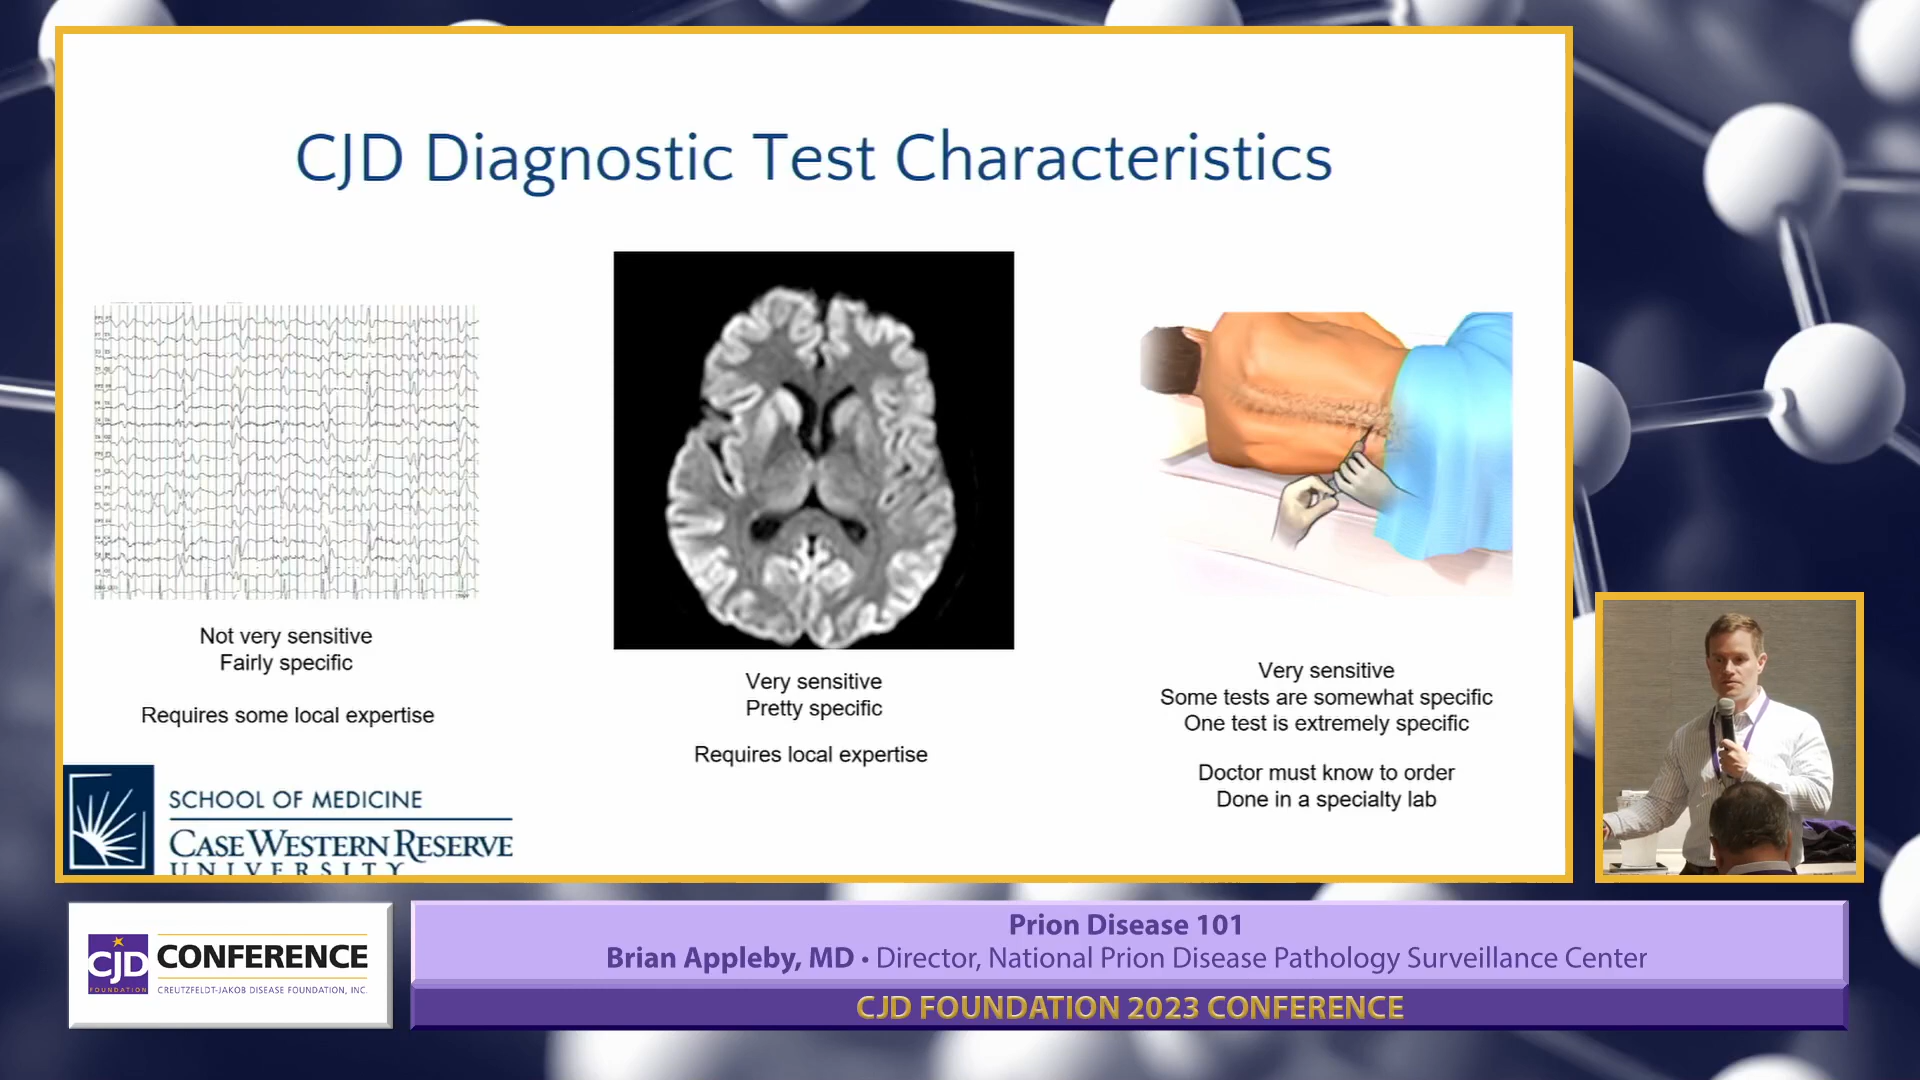 CJD Diagnostic Test Characteristics
Not very sensitive
Fairly specific
Requires some local expertise
Very sensitive
Pretty specific
Requires local expertise
Very sensitive
Some tests are somewhat specific
One test is extremely specific
Doctor must know to order
Done in a specialty lab
SCHOOL OF MEDICINE
CASE WESTERN RESERVE
UNIVERSITY
CJD
FOUNDATION
CONFERENCE
CREUTZFELDT-JAKOB DISEASE FOUNDATION, INC.
Prion Disease 101
Brian Appleby, MD • Director, National Prion Disease Pathology Surveillance Center
CJD FOUNDATION 2023 CONFERENCE